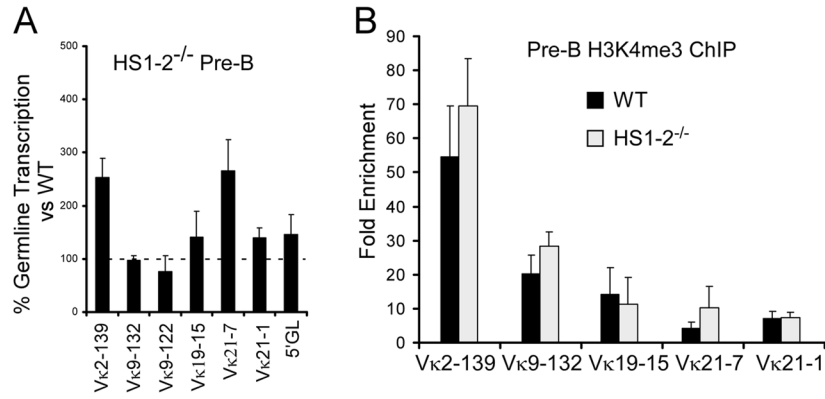 A
% Germline Transcription
vs WT
500
400
300
200
100
0
HS1-2-/- Pre-B
Vκ2-139
Vκ9-132
Vκ9-122
Vκ19-15
Vκ21-7
Vκ21-1
5'GL
B
Fold Enrichment
90
80
70
60
50
40
30
20
10
0
Pre-B H3K4me3 ChIP
WT
HS1-2-/-
Vκ2-139
Vκ9-132
Vκ19-15
Vκ21-7
Vκ21-1